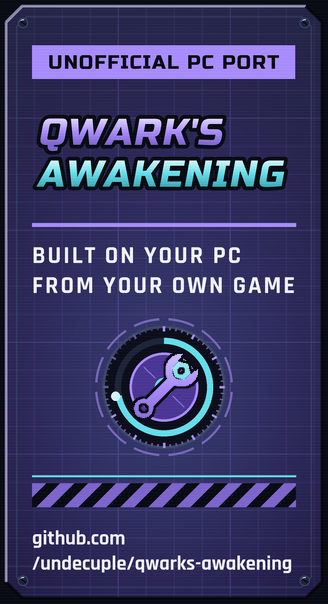 UNOFFICIAL PC PORT
QWARK'S
AWAKENING
BUILT ON YOUR PC
FROM YOUR OWN GAME
github.com
/undecuple/qwarks-awakening